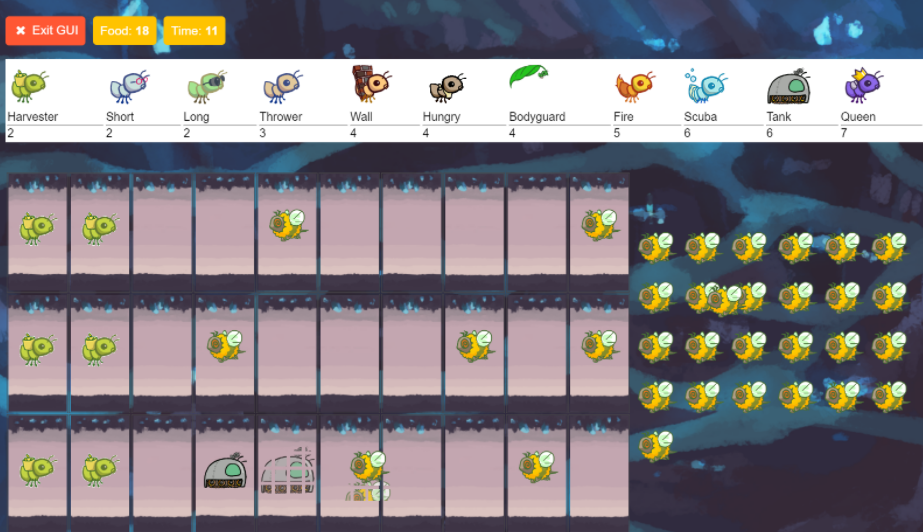 ✖ Exit GUI Food: 18 Time: 11
Harvester Short Long Thrower Wall Hungry Bodyguard Fire Scuba Tank Queen
2 2 2 3 4 4 4 5 6 6 7